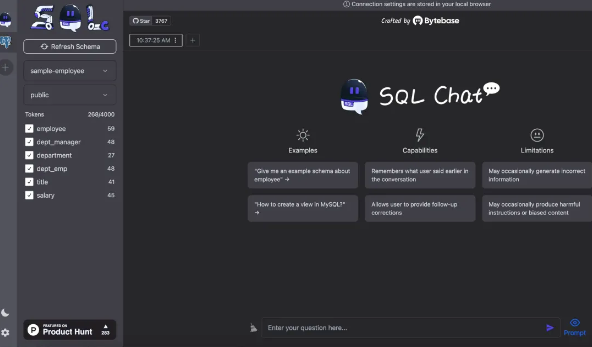 Connection settings are stored in your local browser
SQL Chat
Refresh Schema
sample-employee
public
Tokens 268/4000
employee 59
dept_manager 48
department 27
dept_emp 48
title 41
salary 45
FEATURED ON
Product Hunt
263
Star 3767
Crafted by Bytebase
10:37:25 AM
+
SQL Chat
Examples
"Give me an example schema about
employee" →
"How to create a view in MySQL?"
→
Capabilities
Remembers what user said earlier in
the conversation
Allows user to provide follow-up
corrections
Limitations
May occasionally generate incorrect
information
May occasionally produce harmful
instructions or biased content
Enter your question here...
Prompt